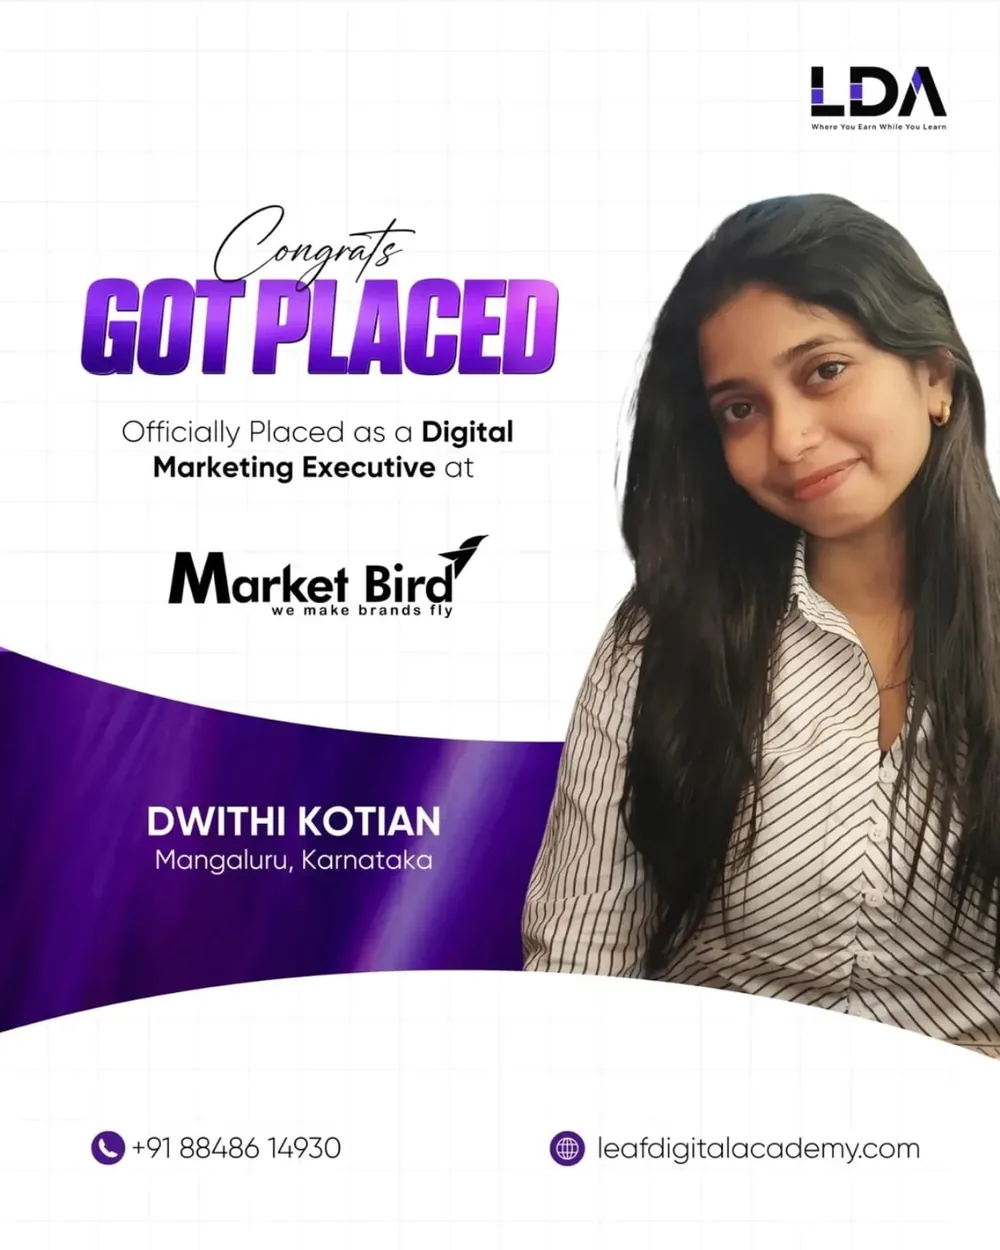 LDA
Where You Earn While You Learn
Congrats
GOT PLACED
Officially Placed as a Digital
Marketing Executive at
Market Bird
we make brands fly
DWITHI KOTIAN
Mangaluru, Karnataka
+91 88486 14930
leafdigitalacademy.com